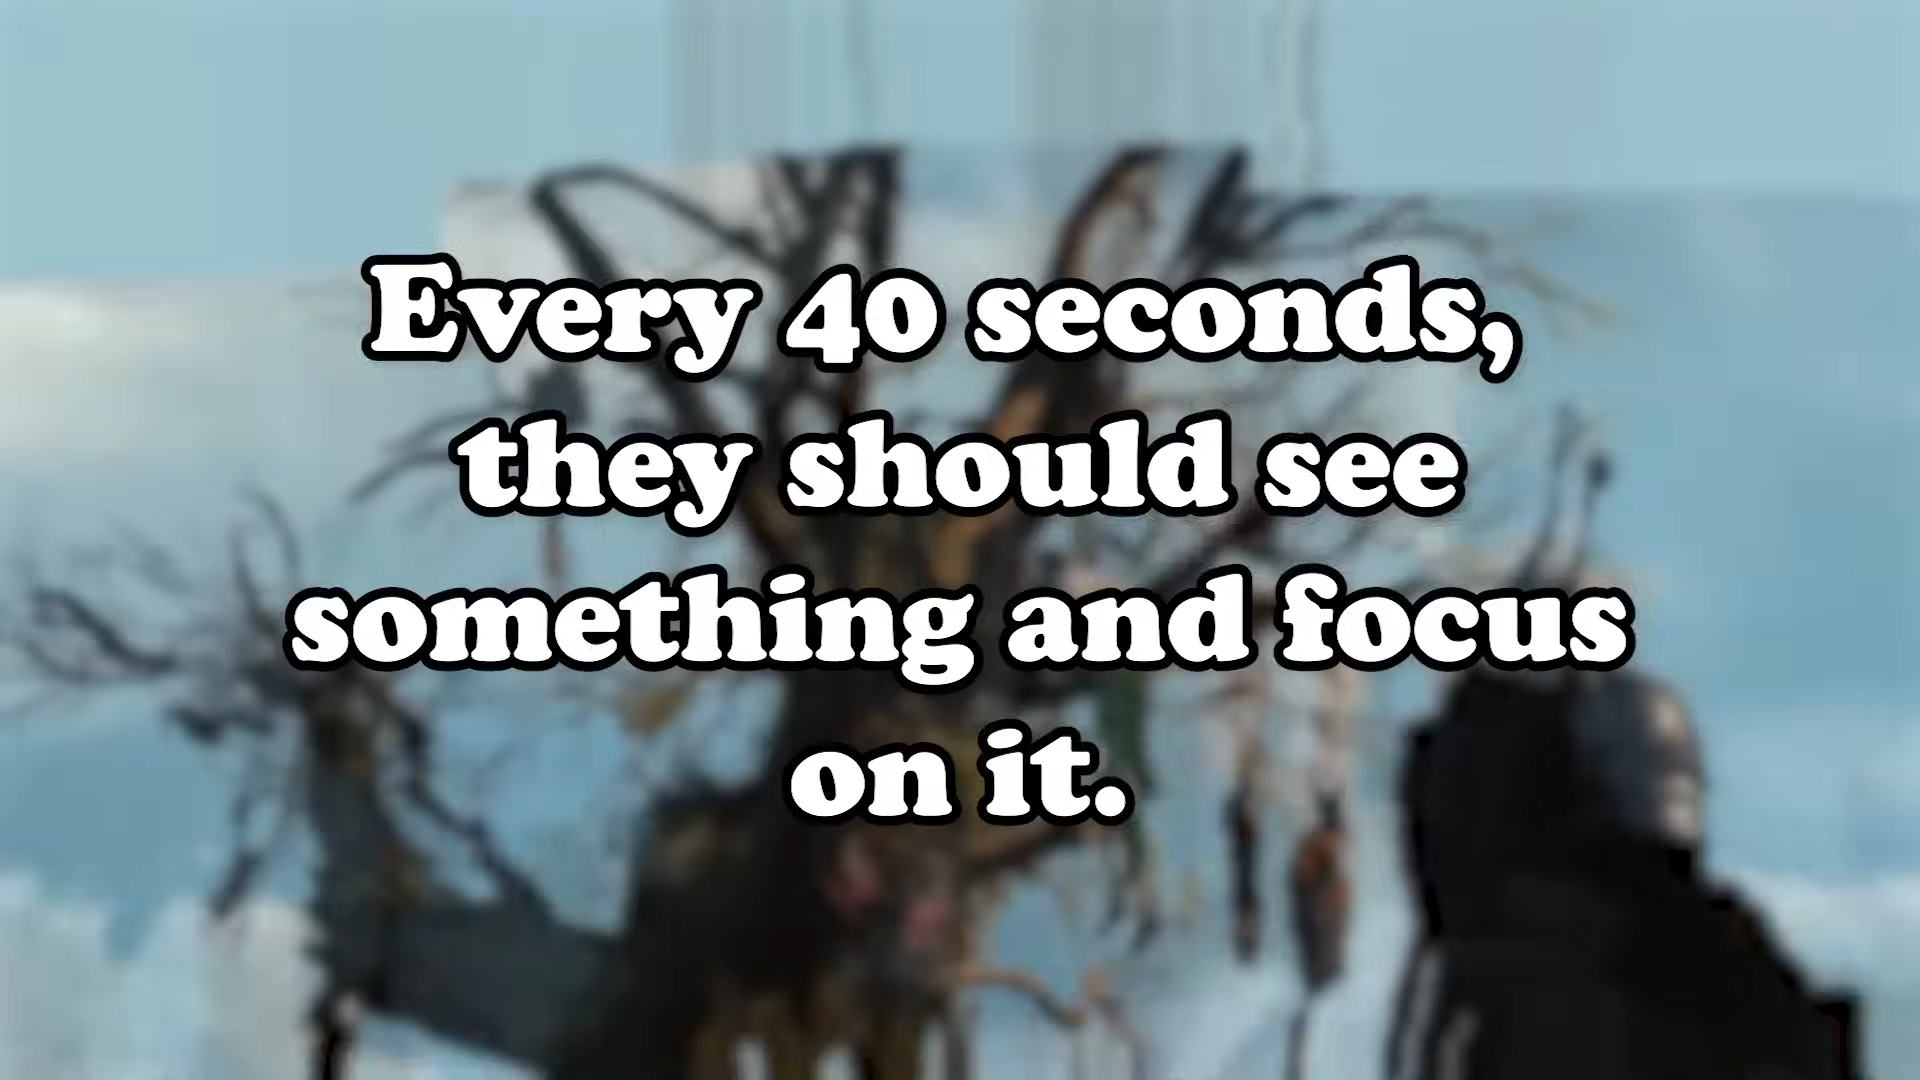 Every 40 seconds,
they should see
something and focus
on it.